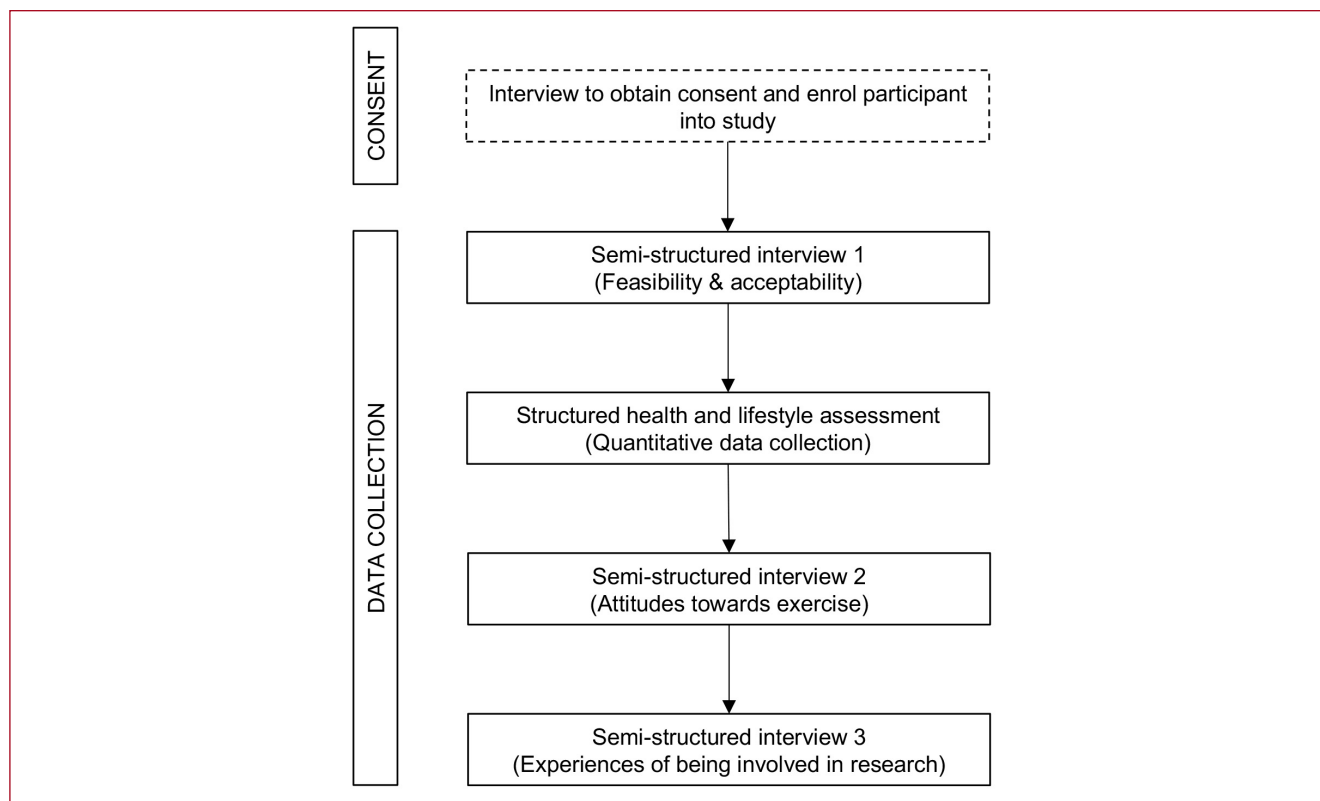 CONSENT
Interview to obtain consent and enrol participant
into study
DATA COLLECTION
Semi-structured interview 1
(Feasibility & acceptability)
Structured health and lifestyle assessment
(Quantitative data collection)
Semi-structured interview 2
(Attitudes towards exercise)
Semi-structured interview 3
(Experiences of being involved in research)